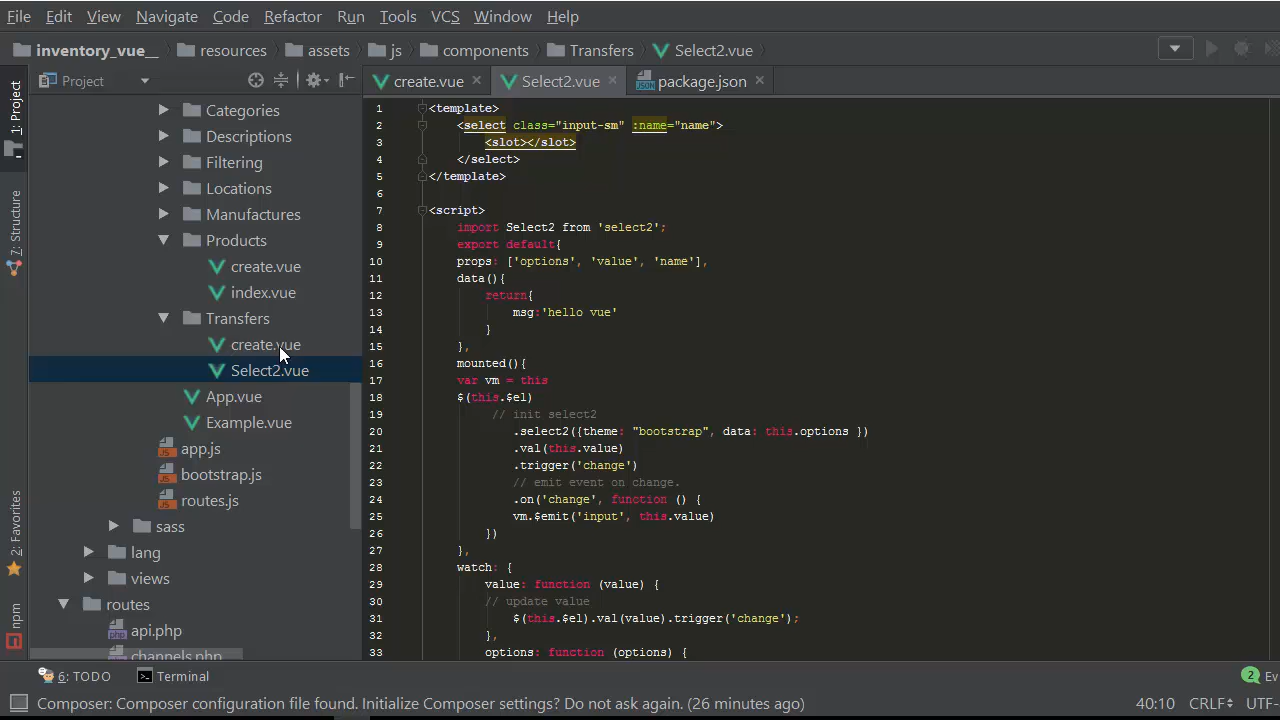 File Edit View Navigate Code Refactor Run Tools VCS Window Help
inventory_vue__ resources assets js components Transfers Select2.vue
Project
create.vue Select2.vue package.json
1: Project
7: Structure
2: Favorites
npm
Categories
Descriptions
Filtering
Locations
Manufactures
Products
create.vue
index.vue
Transfers
create.vue
Select2.vue
App.vue
Example.vue
app.js
bootstrap.js
routes.js
sass
lang
views
routes
api.php
channels.php
1 <template>
2 <select class="input-sm" :name="name">
3 <slot></slot>
4 </select>
5 </template>
6
7 <script>
8 import Select2 from 'select2';
9 export default{
10 props: ['options', 'value', 'name'],
11 data(){
12 return{
13 msg:'hello vue'
14 }
15 },
16 mounted(){
17 var vm = this
18 $(this.$el)
19 // init select2
20 .select2({theme: "bootstrap", data: this.options })
21 .val(this.value)
22 .trigger('change')
23 // emit event on change.
24 .on('change', function () {
25 vm.$emit('input', this.value)
26 })
27 },
28 watch: {
29 value: function (value) {
30 // update value
31 $(this.$el).val(value).trigger('change');
32 },
33 options: function (options) {
6: TODO Terminal 2 Ev
Composer: Composer configuration file found. Initialize Composer settings? Do not ask again. (26 minutes ago) 40:10 CRLF UTF-